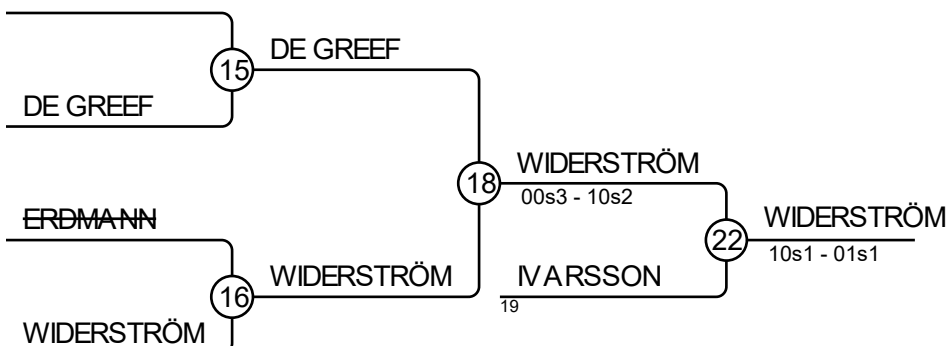 DE GREEF
15
DE GREEF
WIDERSTRÖM
18
00s3 - 10s2
ERDMANN
WIDERSTRÖM
22
10s1 - 01s1
WIDERSTRÖM
16
IVARSSON
19
WIDERSTRÖM